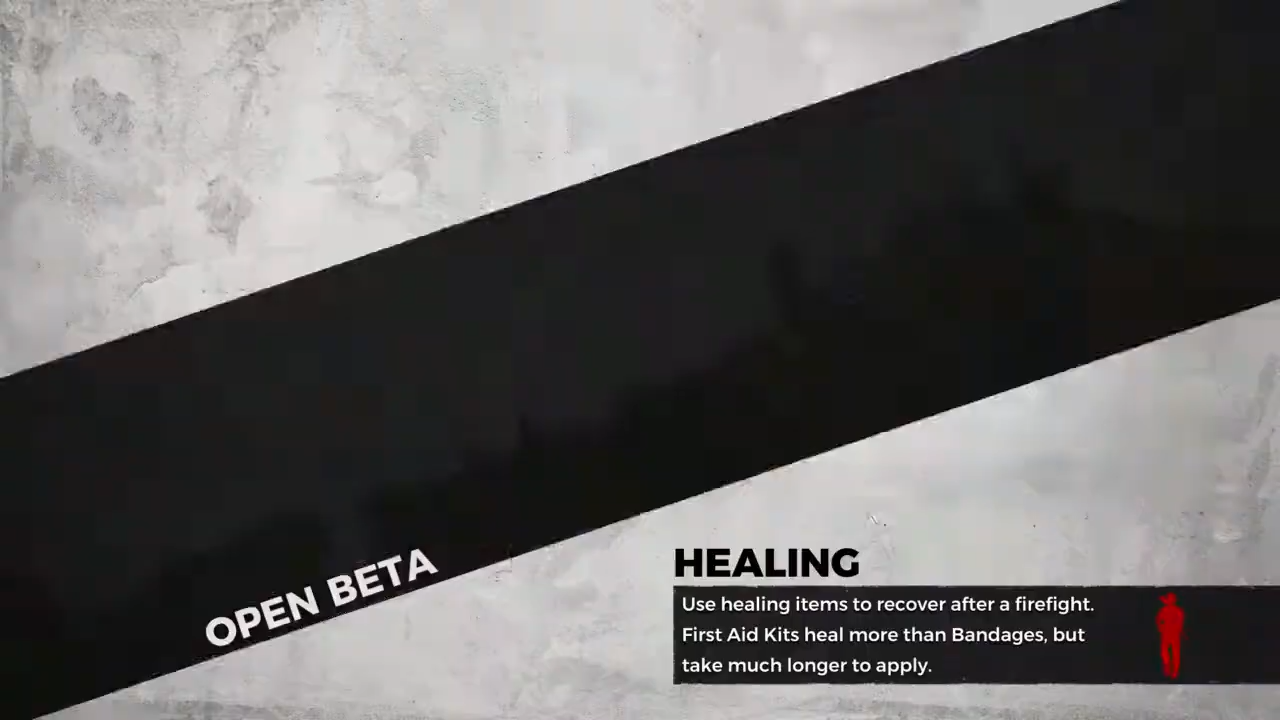 OPEN BETA
HEALING
Use healing items to recover after a firefight.
First Aid Kits heal more than Bandages, but
take much longer to apply.